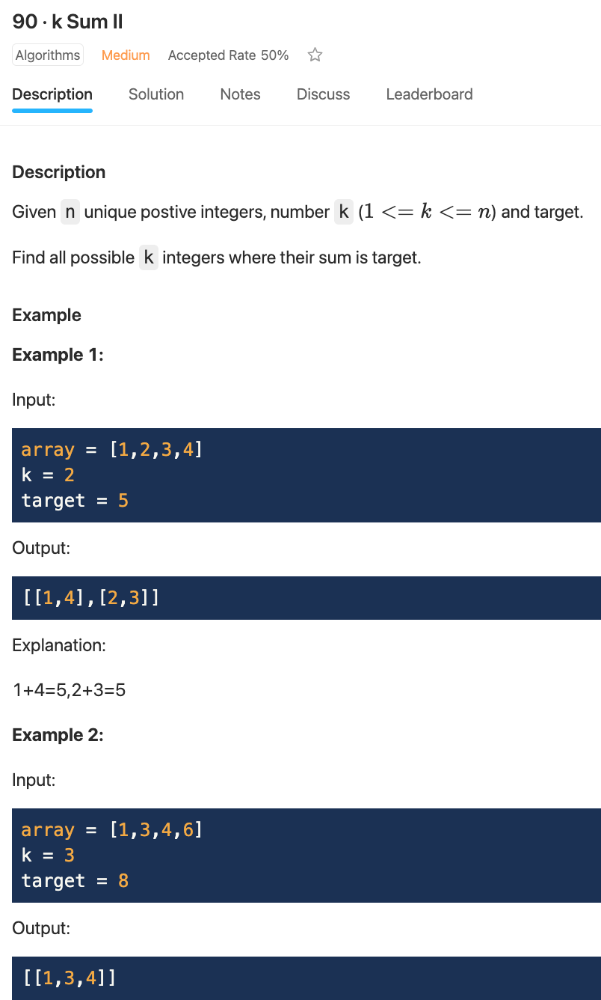 90 · k Sum II
Algorithms Medium Accepted Rate 50%
Description Solution Notes Discuss Leaderboard
Description
Given n unique postive integers, number k (1 <= k <= n) and target.
Find all possible k integers where their sum is target.
Example
Example 1:
Input:
array = [1,2,3,4]
k = 2
target = 5
Output:
[[1,4],[2,3]]
Explanation:
1+4=5,2+3=5
Example 2:
Input:
array = [1,3,4,6]
k = 3
target = 8
Output:
[[1,3,4]]